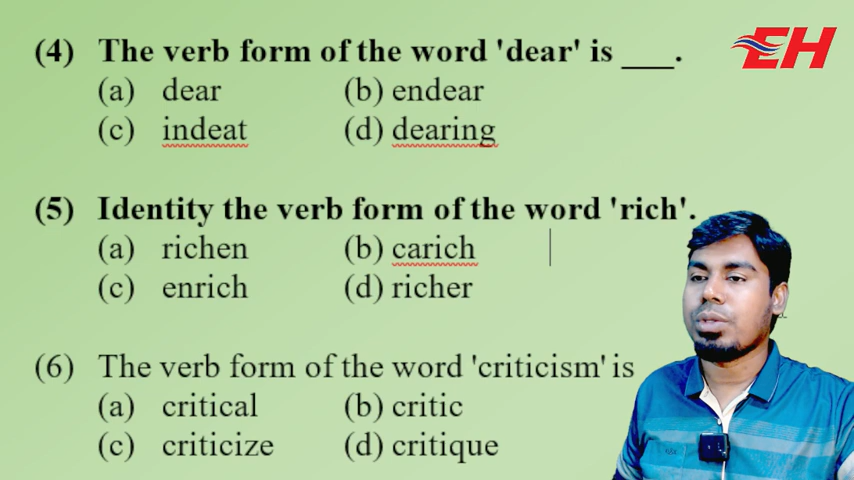 EH
(4) The verb form of the word 'dear' is ___.
(a) dear (b) endear
(c) indeat (d) dearing
(5) Identity the verb form of the word 'rich'.
(a) richen (b) carich
(c) enrich (d) richer
(6) The verb form of the word 'criticism' is
(a) critical (b) critic
(c) criticize (d) critique